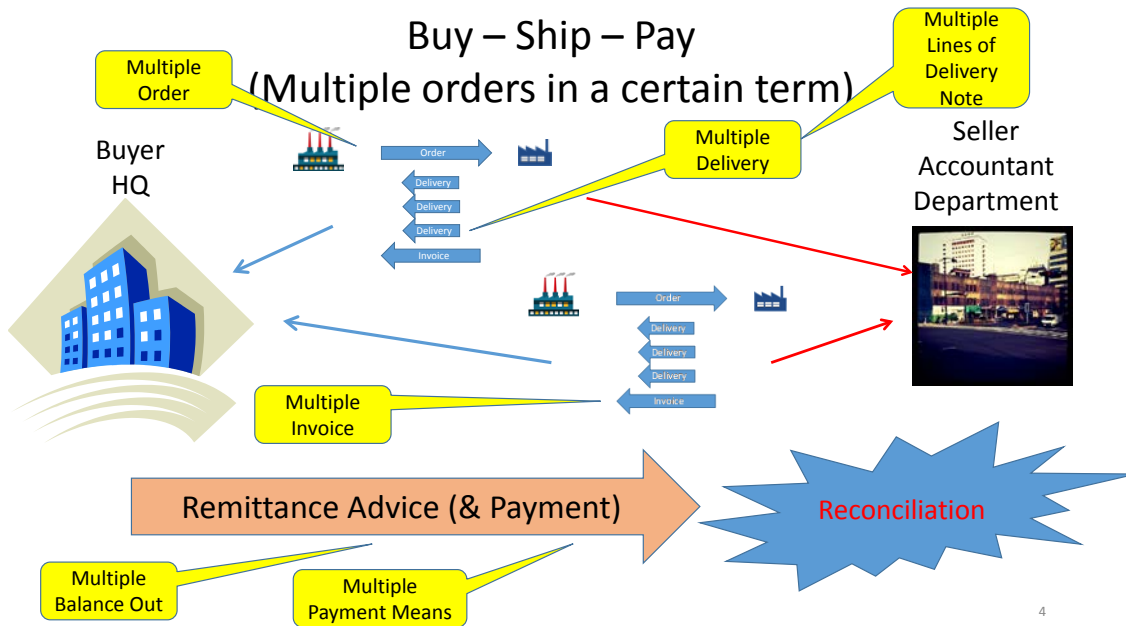 Buy – Ship – Pay
(Multiple orders in a certain term)
Multiple
Order
Multiple
Lines of
Delivery
Note
Multiple
Delivery
Buyer
HQ
Seller
Accountant
Department
Order
Delivery
Delivery
Delivery
Invoice
Order
Delivery
Delivery
Delivery
Invoice
Multiple
Invoice
Remittance Advice (& Payment)
Reconciliation
Multiple
Balance Out
Multiple
Payment Means
4